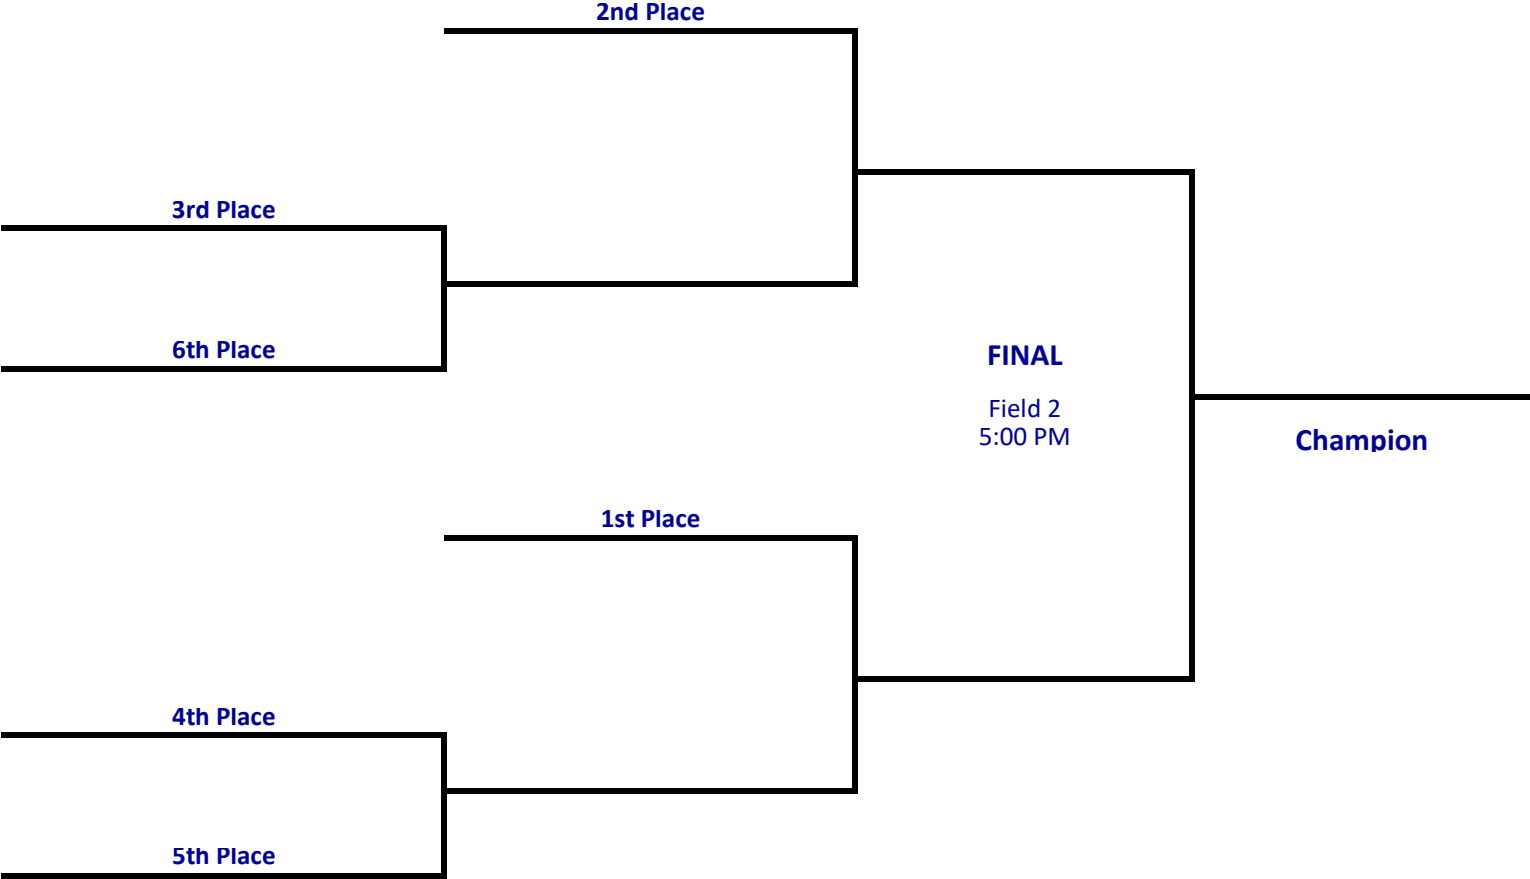 2nd Place
3rd Place
6th Place
FINAL
Field 2
5:00 PM
Champion
1st Place
4th Place
5th Place